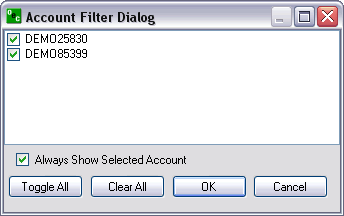 Account Filter Dialog
DEMO25830
DEMO85399
Always Show Selected Account
Toggle All
Clear All
OK
Cancel